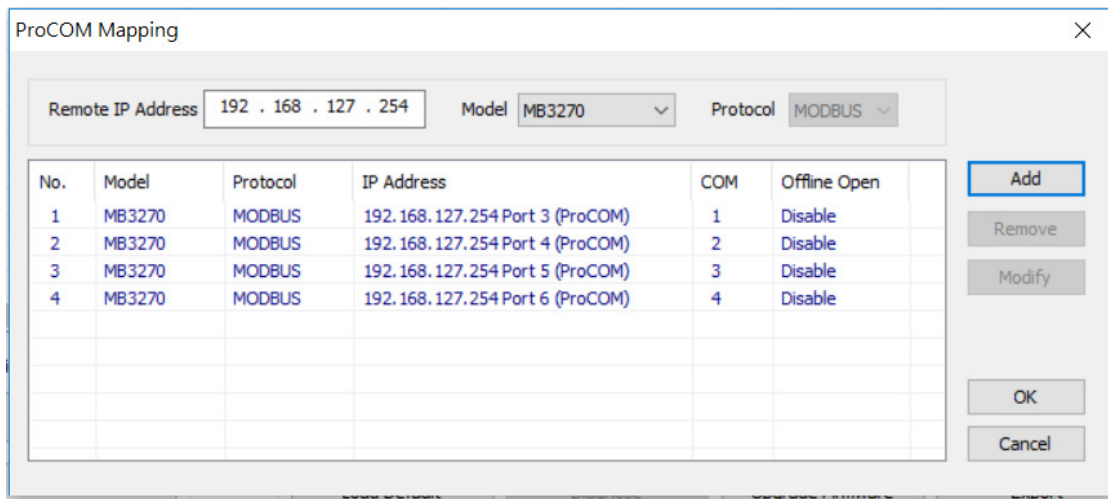 ProCOM Mapping
Remote IP Address 192 . 168 . 127 . 254 Model MB3270 Protocol MODBUS
No. Model Protocol IP Address COM Offline Open
1 MB3270 MODBUS 192.168.127.254 Port 3 (ProCOM) 1 Disable
2 MB3270 MODBUS 192.168.127.254 Port 4 (ProCOM) 2 Disable
3 MB3270 MODBUS 192.168.127.254 Port 5 (ProCOM) 3 Disable
4 MB3270 MODBUS 192.168.127.254 Port 6 (ProCOM) 4 Disable
Add
Remove
Modify
OK
Cancel